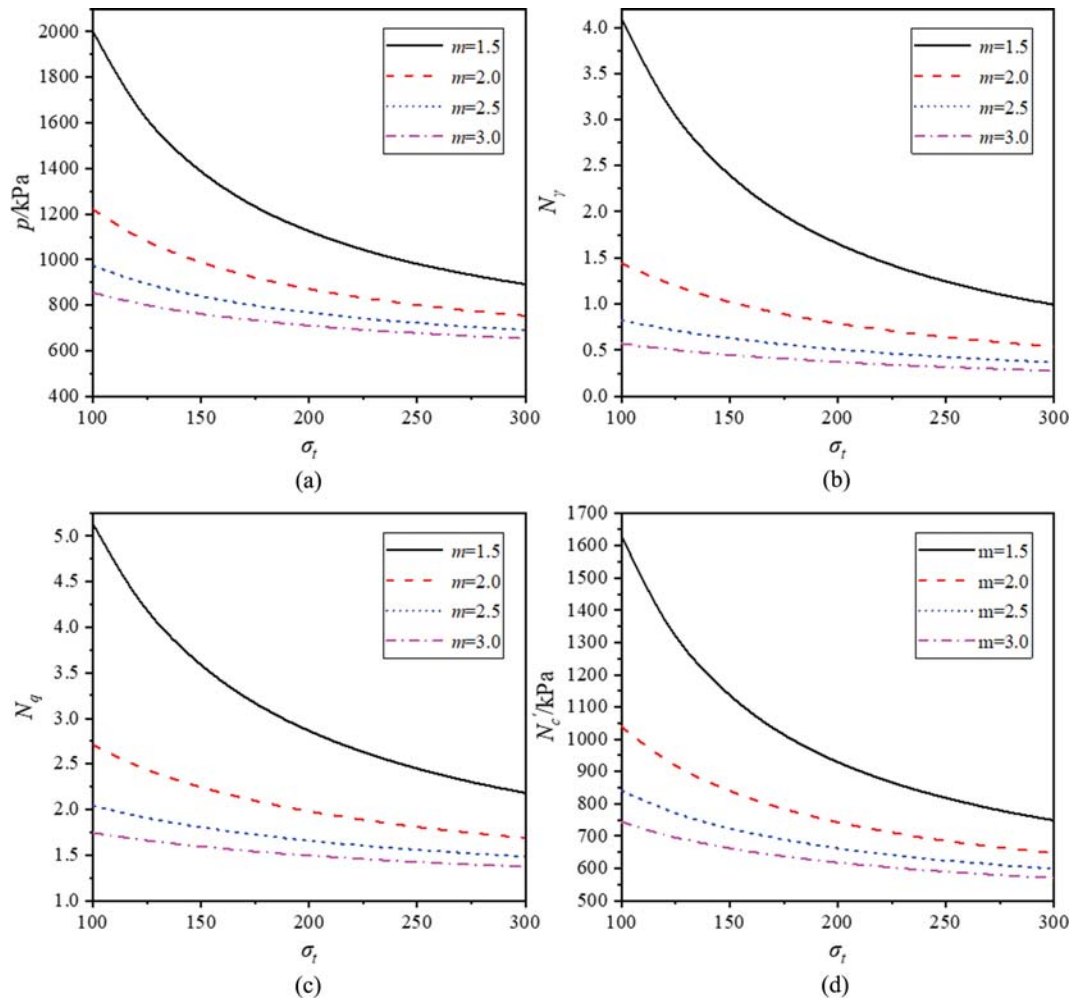 2000
1800
1600
1400
1200
1000
800
600
400
p/kPa
m=1.5
m=2.0
m=2.5
m=3.0
100
150
200
250
300
σt
(a)
4.0
3.5
3.0
2.5
2.0
1.5
1.0
0.5
0.0
Nγ
m=1.5
m=2.0
m=2.5
m=3.0
100
150
200
250
300
σt
(b)
5.0
4.5
4.0
3.5
3.0
2.5
2.0
1.5
1.0
Nq
m=1.5
m=2.0
m=2.5
m=3.0
100
150
200
250
300
σt
(c)
1700
1600
1500
1400
1300
1200
1100
1000
900
800
700
600
500
Nc'/kPa
m=1.5
m=2.0
m=2.5
m=3.0
100
150
200
250
300
σt
(d)